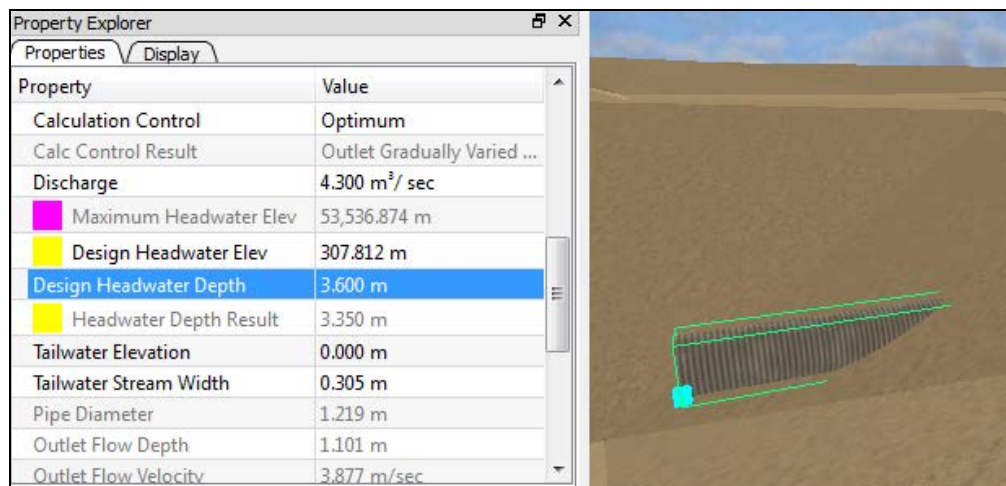 Property Explorer
Properties Display
Property Value
Calculation Control Optimum
Calc Control Result Outlet Gradually Varied ...
Discharge 4.300 m³/ sec
Maximum Headwater Elev 53,536.874 m
Design Headwater Elev 307.812 m
Design Headwater Depth 3.600 m
Headwater Depth Result 3.350 m
Tailwater Elevation 0.000 m
Tailwater Stream Width 0.305 m
Pipe Diameter 1.219 m
Outlet Flow Depth 1.101 m
Outlet Flow Velocity 3.877 m/sec